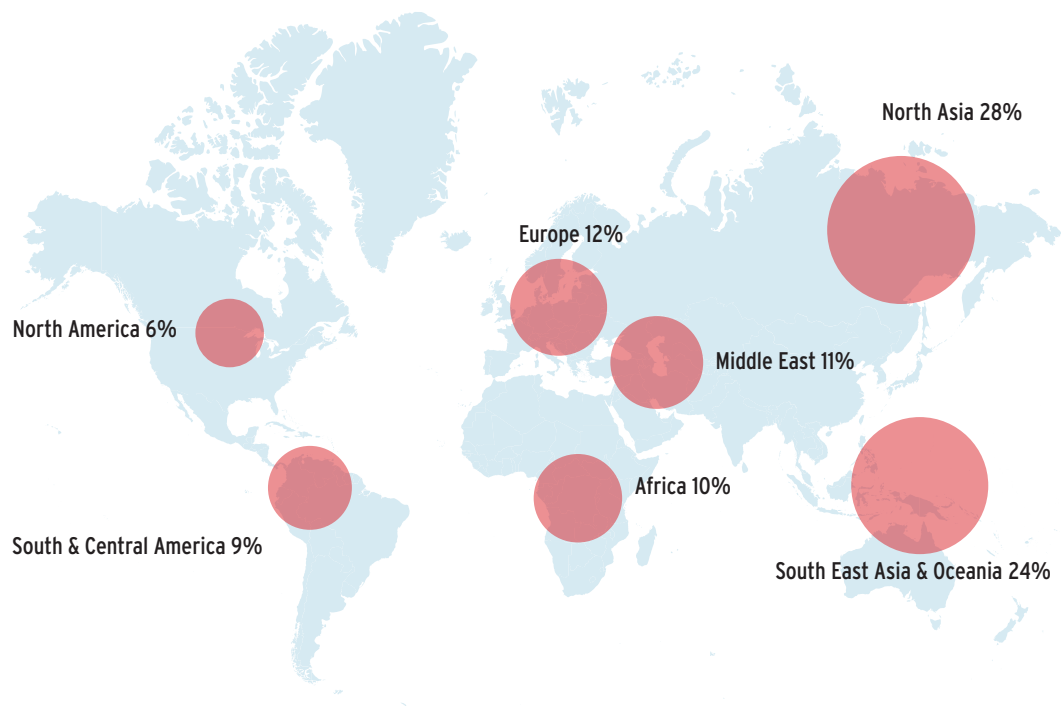 North Asia 28%
Europe 12%
North America 6%
Middle East 11%
Africa 10%
South & Central America 9%
South East Asia & Oceania 24%